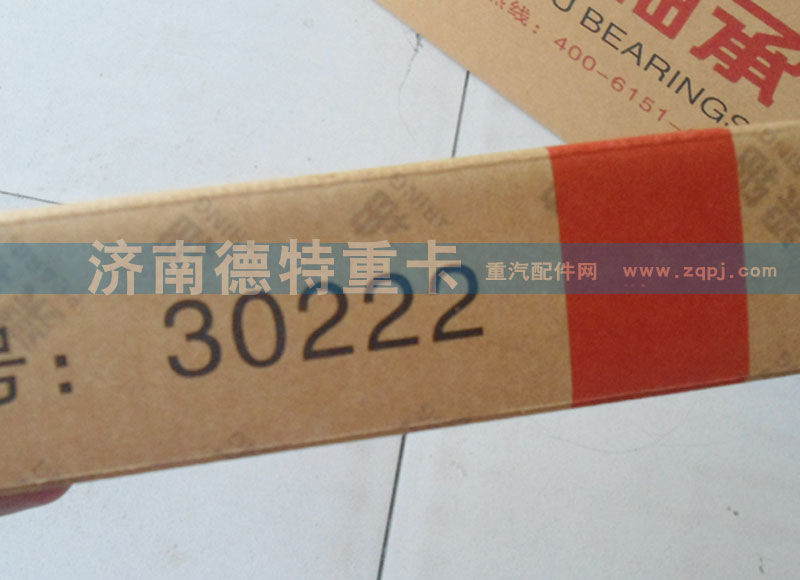 轴承
U BEARINGS
热线：400-6151-
济南德特重卡 重汽配件网 www.zqpj.com
号：30222